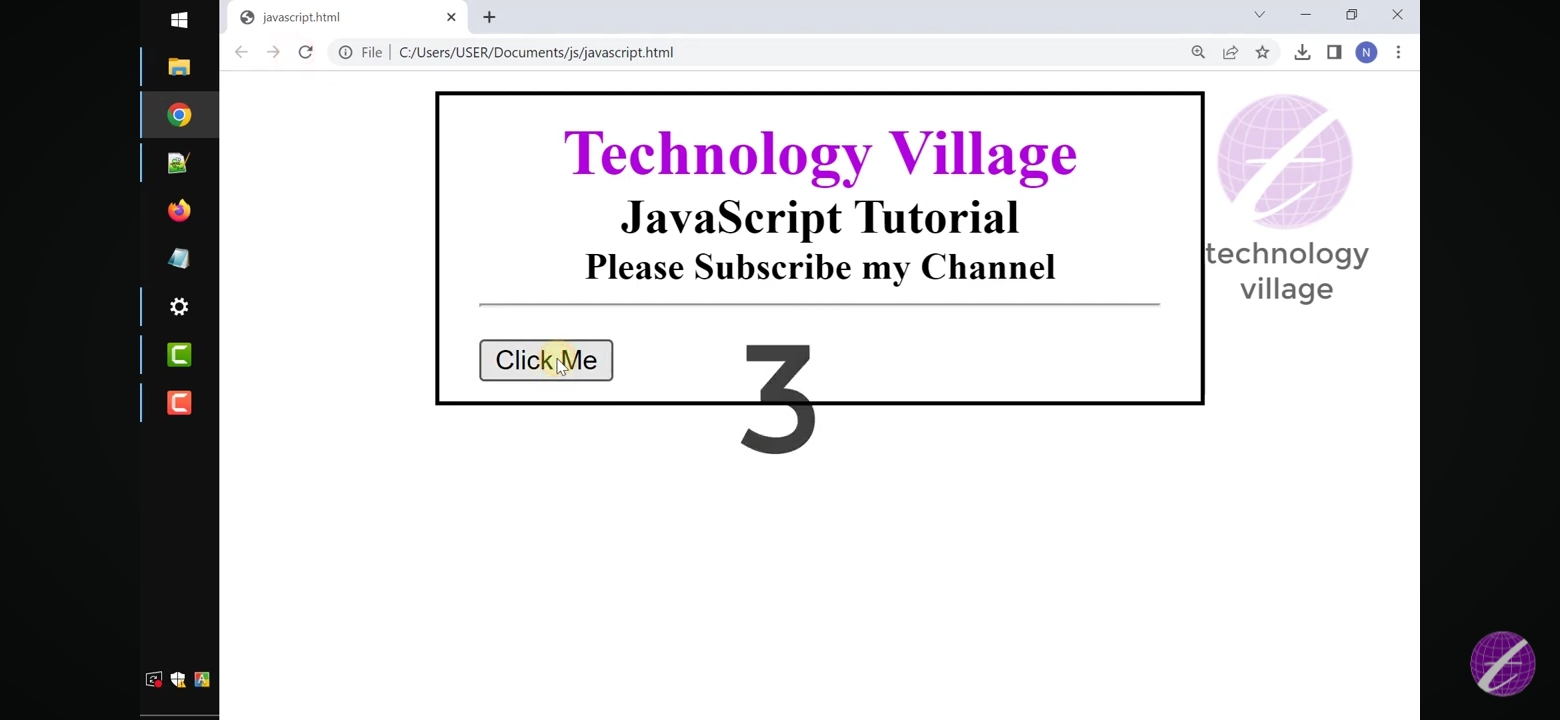 javascript.html
File
C:/Users/USER/Documents/js/javascript.html
N
Technology Village
JavaScript Tutorial
Please Subscribe my Channel
technology
village
Click Me
3